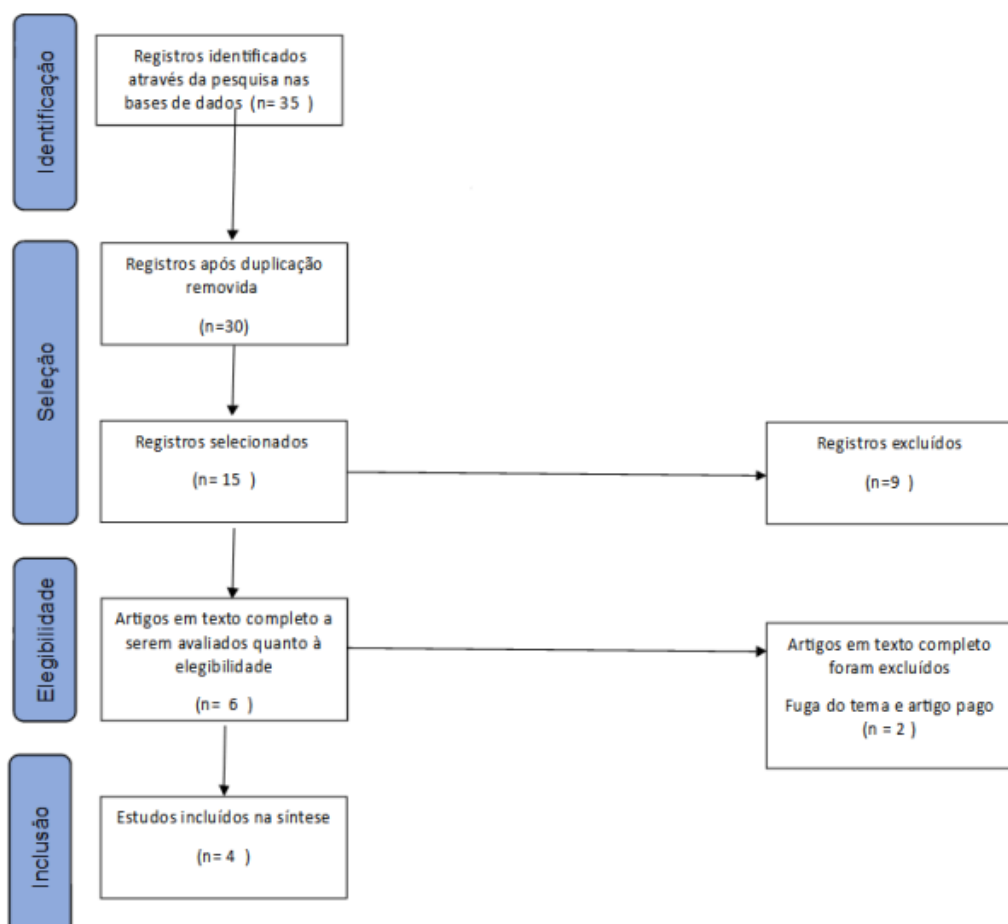 Identificação
Registros identificados
através da pesquisa nas
bases de dados (n= 35 )
Seleção
Registros após duplicação
removida
(n=30)
Registros selecionados
(n= 15 )
Registros excluídos
(n=9 )
Elegibilidade
Artigos em texto completo a
serem avaliados quanto à
elegibilidade
(n= 6 )
Artigos em texto completo
foram excluídos
Fuga do tema e artigo pago
(n = 2 )
Inclusão
Estudos incluídos na síntese
(n= 4 )